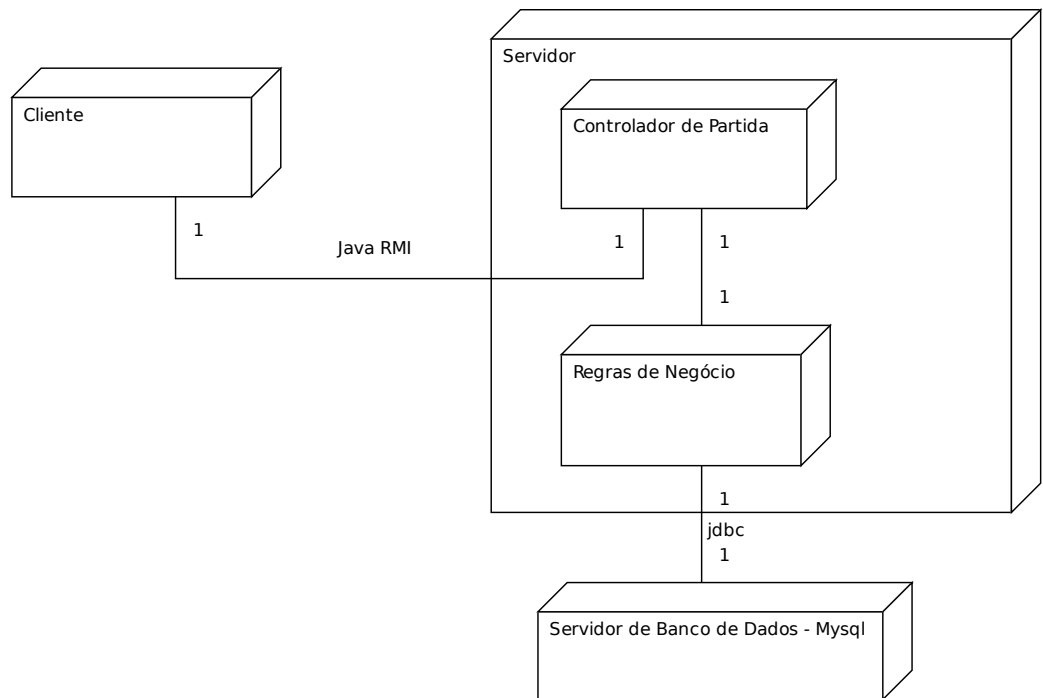 Servidor
Cliente
Controlador de Partida
1
Java RMI
1
1
1
Regras de Negócio
1
jdbc
1
Servidor de Banco de Dados - Mysql